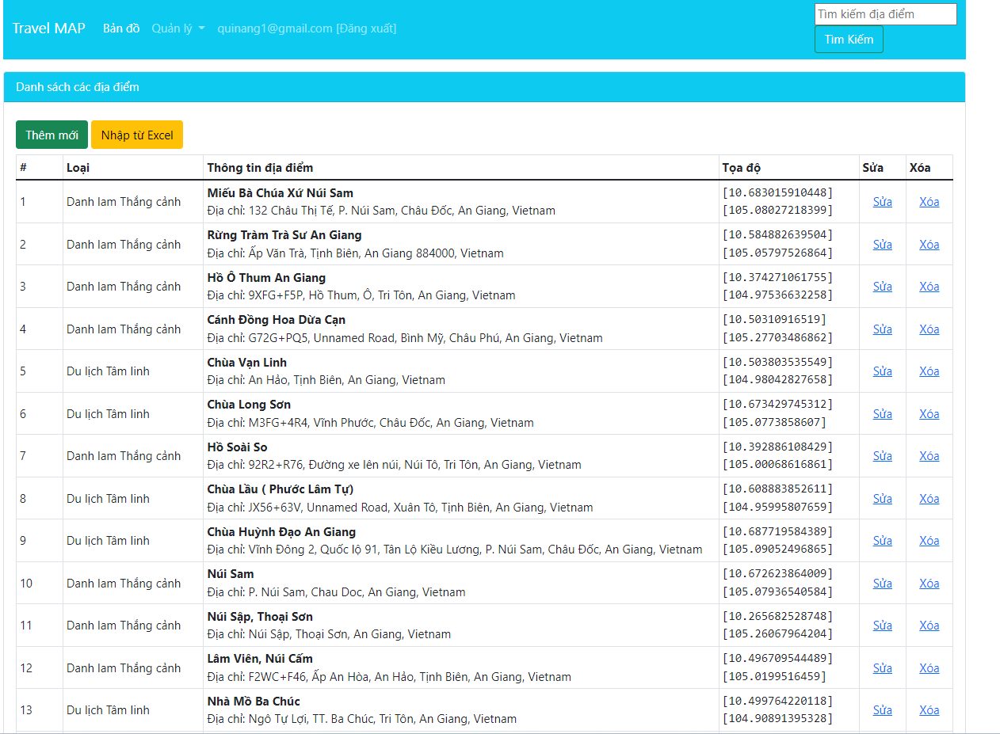 Travel MAP Bản đồ Quản lý quinang1@gmail.com [Đăng xuất]
Tìm kiếm địa điểm
Tìm Kiếm
Danh sách các địa điểm
Thêm mới Nhập từ Excel
# Loại Thông tin địa điểm Tọa độ Sửa Xóa
1 Danh lam Thắng cảnh Miếu Bà Chúa Xứ Núi Sam [10.683015910448] Sửa Xóa
Địa chỉ: 132 Châu Thị Tế, P. Núi Sam, Châu Đốc, An Giang, Vietnam [105.08027218399]
2 Danh lam Thắng cảnh Rừng Tràm Trà Sư An Giang [10.584882639504] Sửa Xóa
Địa chỉ: Ấp Văn Trà, Tịnh Biên, An Giang 884000, Vietnam [105.05797526864]
3 Danh lam Thắng cảnh Hồ Ô Thum An Giang [10.374271061755] Sửa Xóa
Địa chỉ: 9XFG+F5P, Hồ Thum, Ô, Tri Tôn, An Giang, Vietnam [104.97536632258]
4 Danh lam Thắng cảnh Cánh Đồng Hoa Dừa Cạn [10.50310916519] Sửa Xóa
Địa chỉ: G72G+PQ5, Unnamed Road, Bình Mỹ, Châu Phú, An Giang, Vietnam [105.27703486862]
5 Du lịch Tâm linh Chùa Vạn Linh [10.503803535549] Sửa Xóa
Địa chỉ: An Hảo, Tịnh Biên, An Giang, Vietnam [104.98042827658]
6 Du lịch Tâm linh Chùa Long Sơn [10.673429745312] Sửa Xóa
Địa chỉ: M3FG+4R4, Vĩnh Phước, Châu Đốc, An Giang, Vietnam [105.0773858607]
7 Danh lam Thắng cảnh Hồ Soài So [10.392886108429] Sửa Xóa
Địa chỉ: 92R2+R76, Đường xe lên núi, Núi Tô, Tri Tôn, An Giang, Vietnam [105.00068616861]
8 Du lịch Tâm linh Chùa Lầu ( Phước Lâm Tự) [10.608883852611] Sửa Xóa
Địa chỉ: JX56+63V, Unnamed Road, Xuân Tô, Tịnh Biên, An Giang, Vietnam [104.95995807659]
9 Du lịch Tâm linh Chùa Huỳnh Đạo An Giang [10.687719584389] Sửa Xóa
Địa chỉ: Vĩnh Đông 2, Quốc lộ 91, Tân Lộ Kiều Lương, P. Núi Sam, Châu Đốc, An Giang, Vietnam [105.09052496865]
10 Danh lam Thắng cảnh Núi Sam [10.672623864009] Sửa Xóa
Địa chỉ: P. Núi Sam, Chau Doc, An Giang, Vietnam [105.07936540584]
11 Danh lam Thắng cảnh Núi Sập, Thoại Sơn [10.265682528748] Sửa Xóa
Địa chỉ: Núi Sập, Thoại Sơn, An Giang, Vietnam [105.26067964204]
12 Danh lam Thắng cảnh Lâm Viên, Núi Cấm [10.496709544489] Sửa Xóa
Địa chỉ: F2WC+F46, Ấp An Hòa, An Hảo, Tịnh Biên, An Giang, Vietnam [105.0199516459]
13 Du lịch Tâm linh Nhà Mồ Ba Chúc [10.499764220118] Sửa Xóa
Địa chỉ: Ngô Tự Lợi, TT. Ba Chúc, Tri Tôn, An Giang, Vietnam [104.90891395328]